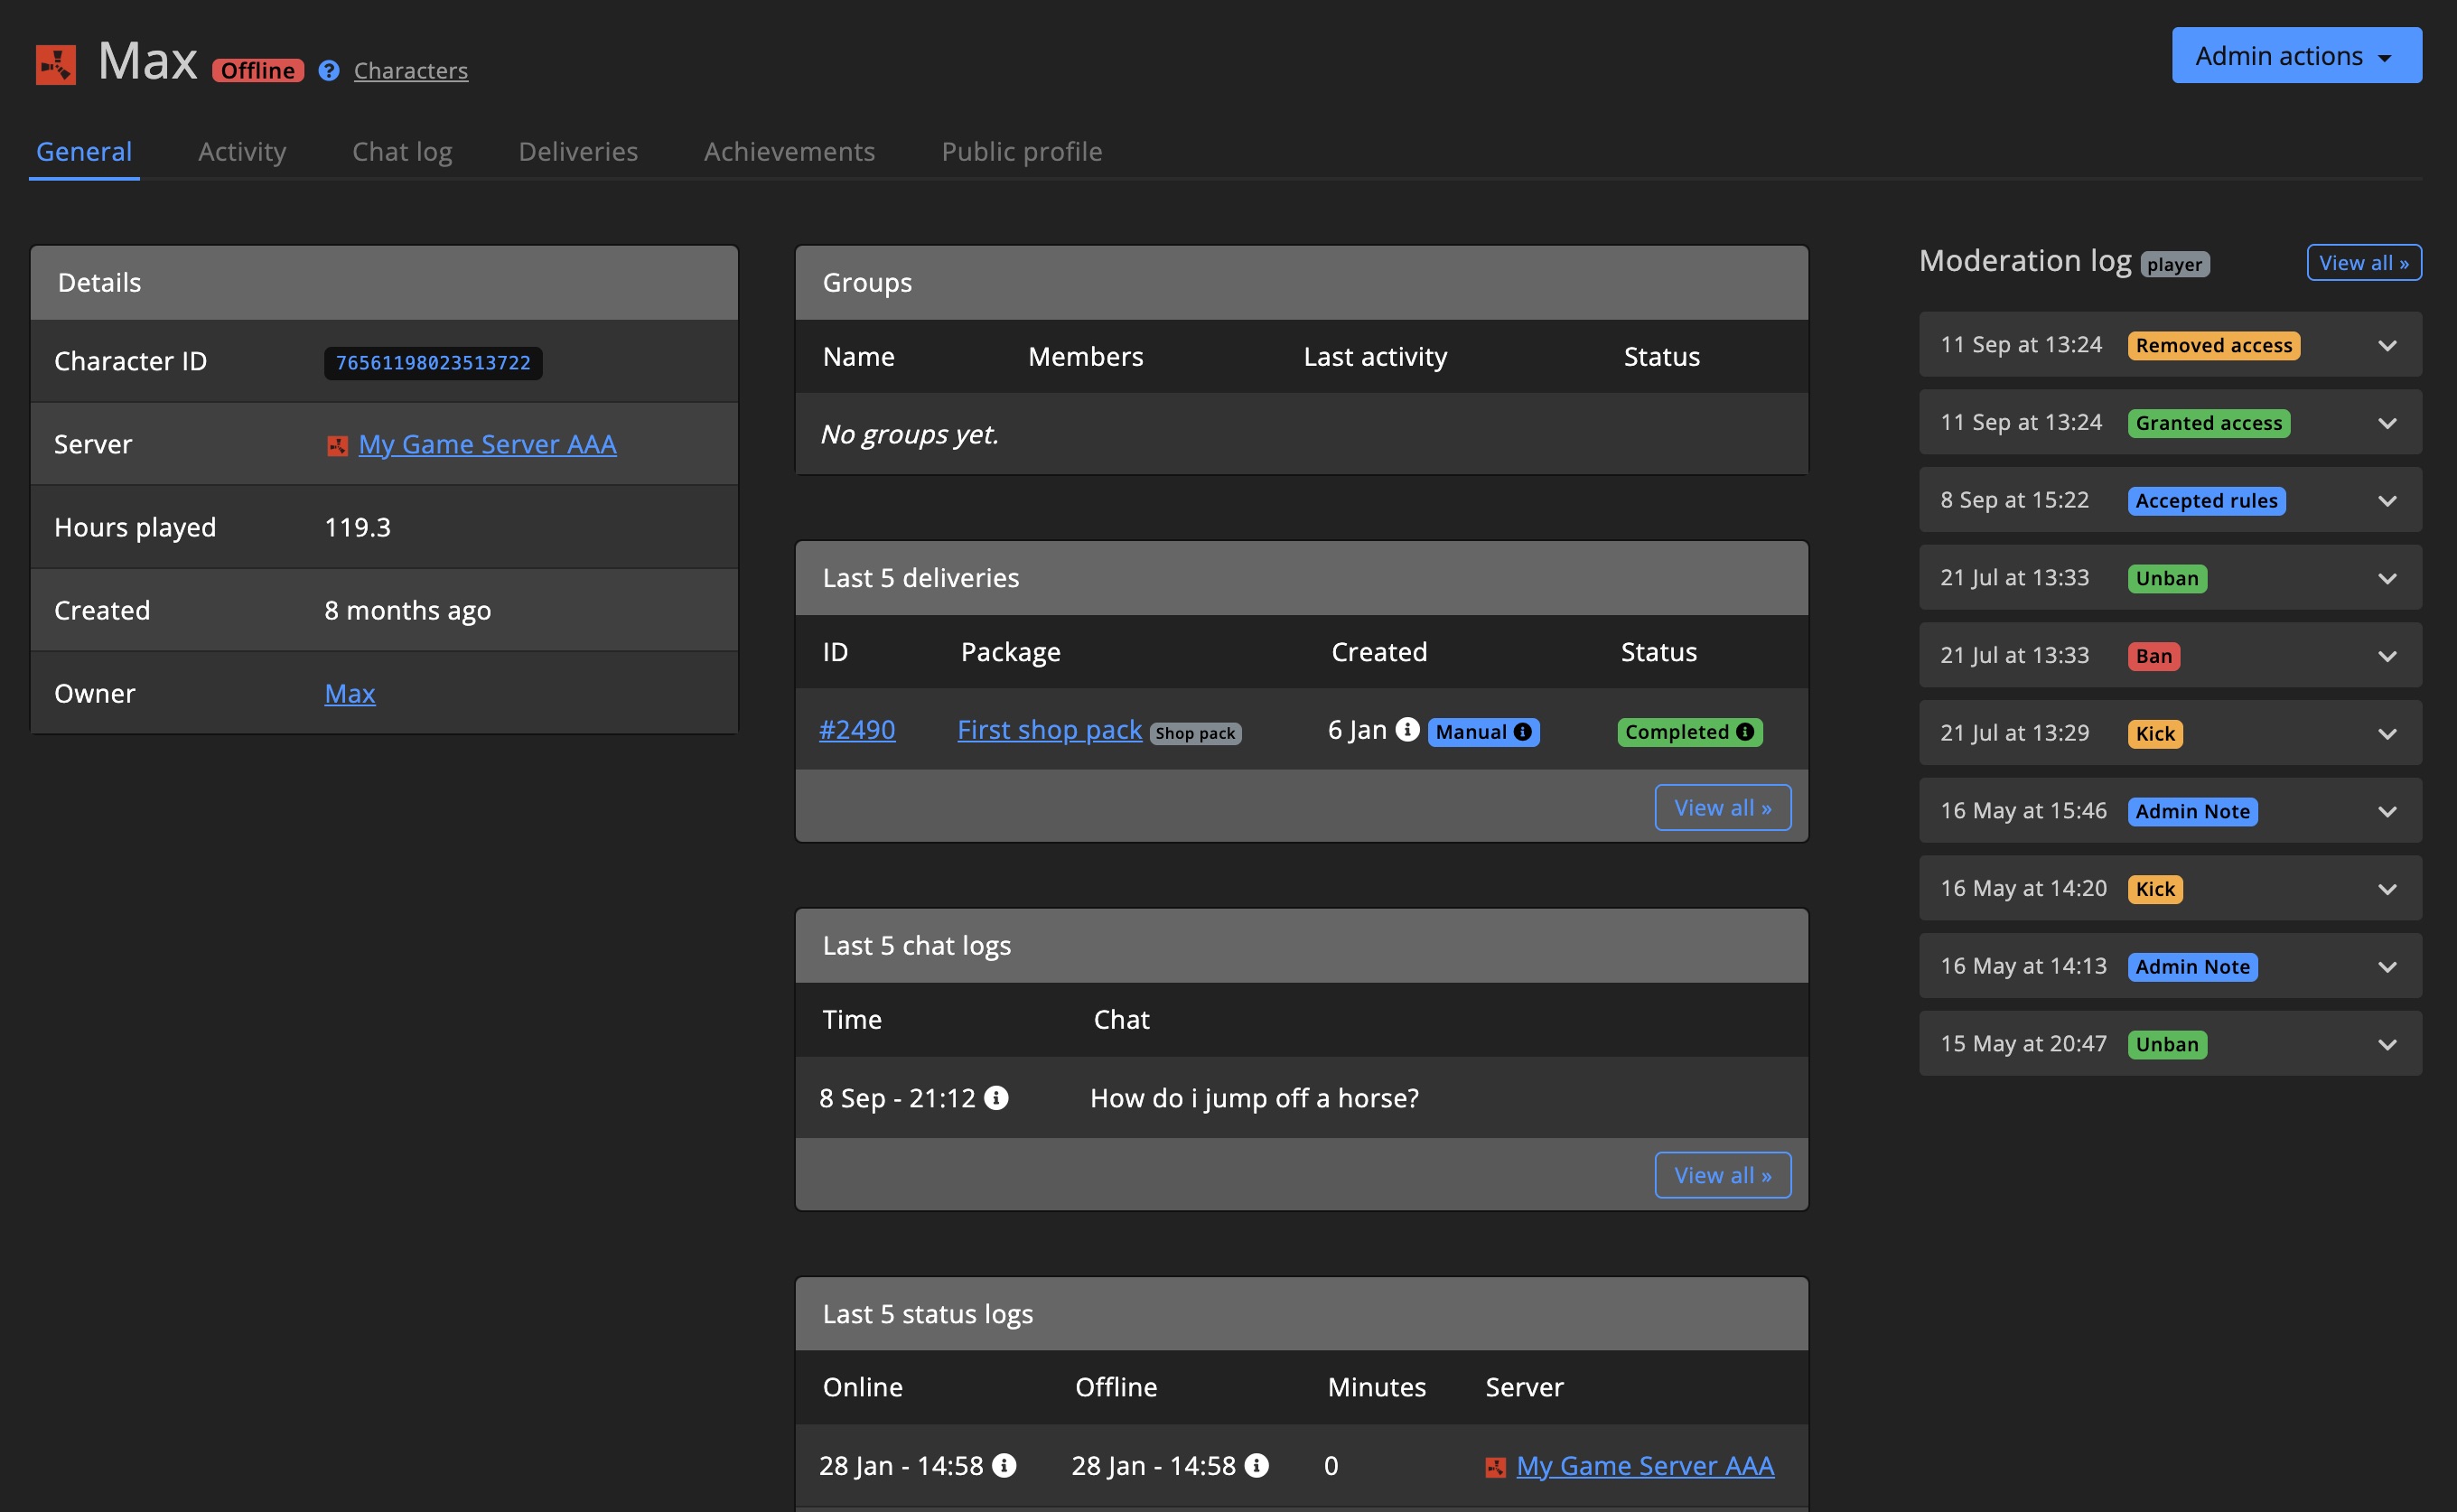 Max Offline ? Characters
Admin actions
General Activity Chat log Deliveries Achievements Public profile
Details
Character ID 76561198023513722
Server My Game Server AAA
Hours played 119.3
Created 8 months ago
Owner Max
Groups
Name Members Last activity Status
No groups yet.
Last 5 deliveries
ID Package Created Status
#2490 First shop pack Shop pack 6 Jan Manual Completed
View all »
Last 5 chat logs
Time Chat
8 Sep - 21:12 How do i jump off a horse?
View all »
Last 5 status logs
Online Offline Minutes Server
28 Jan - 14:58 28 Jan - 14:58 0 My Game Server AAA
Moderation log player View all »
11 Sep at 13:24 Removed access
11 Sep at 13:24 Granted access
8 Sep at 15:22 Accepted rules
21 Jul at 13:33 Unban
21 Jul at 13:33 Ban
21 Jul at 13:29 Kick
16 May at 15:46 Admin Note
16 May at 14:20 Kick
16 May at 14:13 Admin Note
15 May at 20:47 Unban